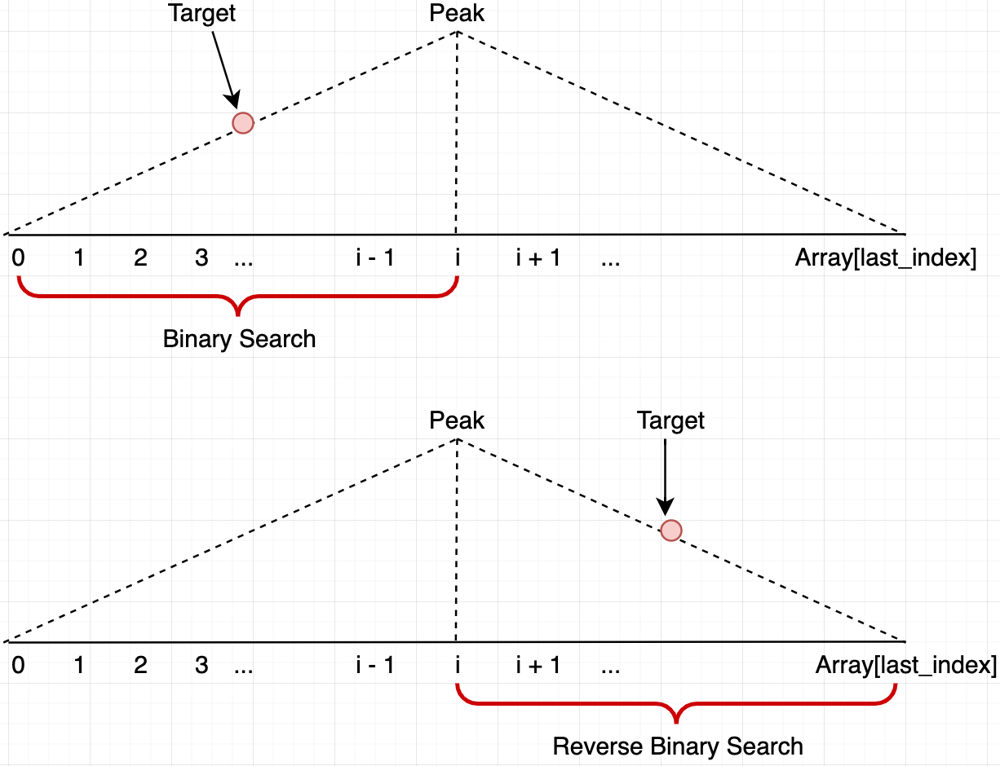 Target Peak
0 1 2 3 ... i - 1 i i + 1 ... Array[last_index]
Binary Search
Peak Target
0 1 2 3 ... i - 1 i i + 1 ... Array[last_index]
Reverse Binary Search